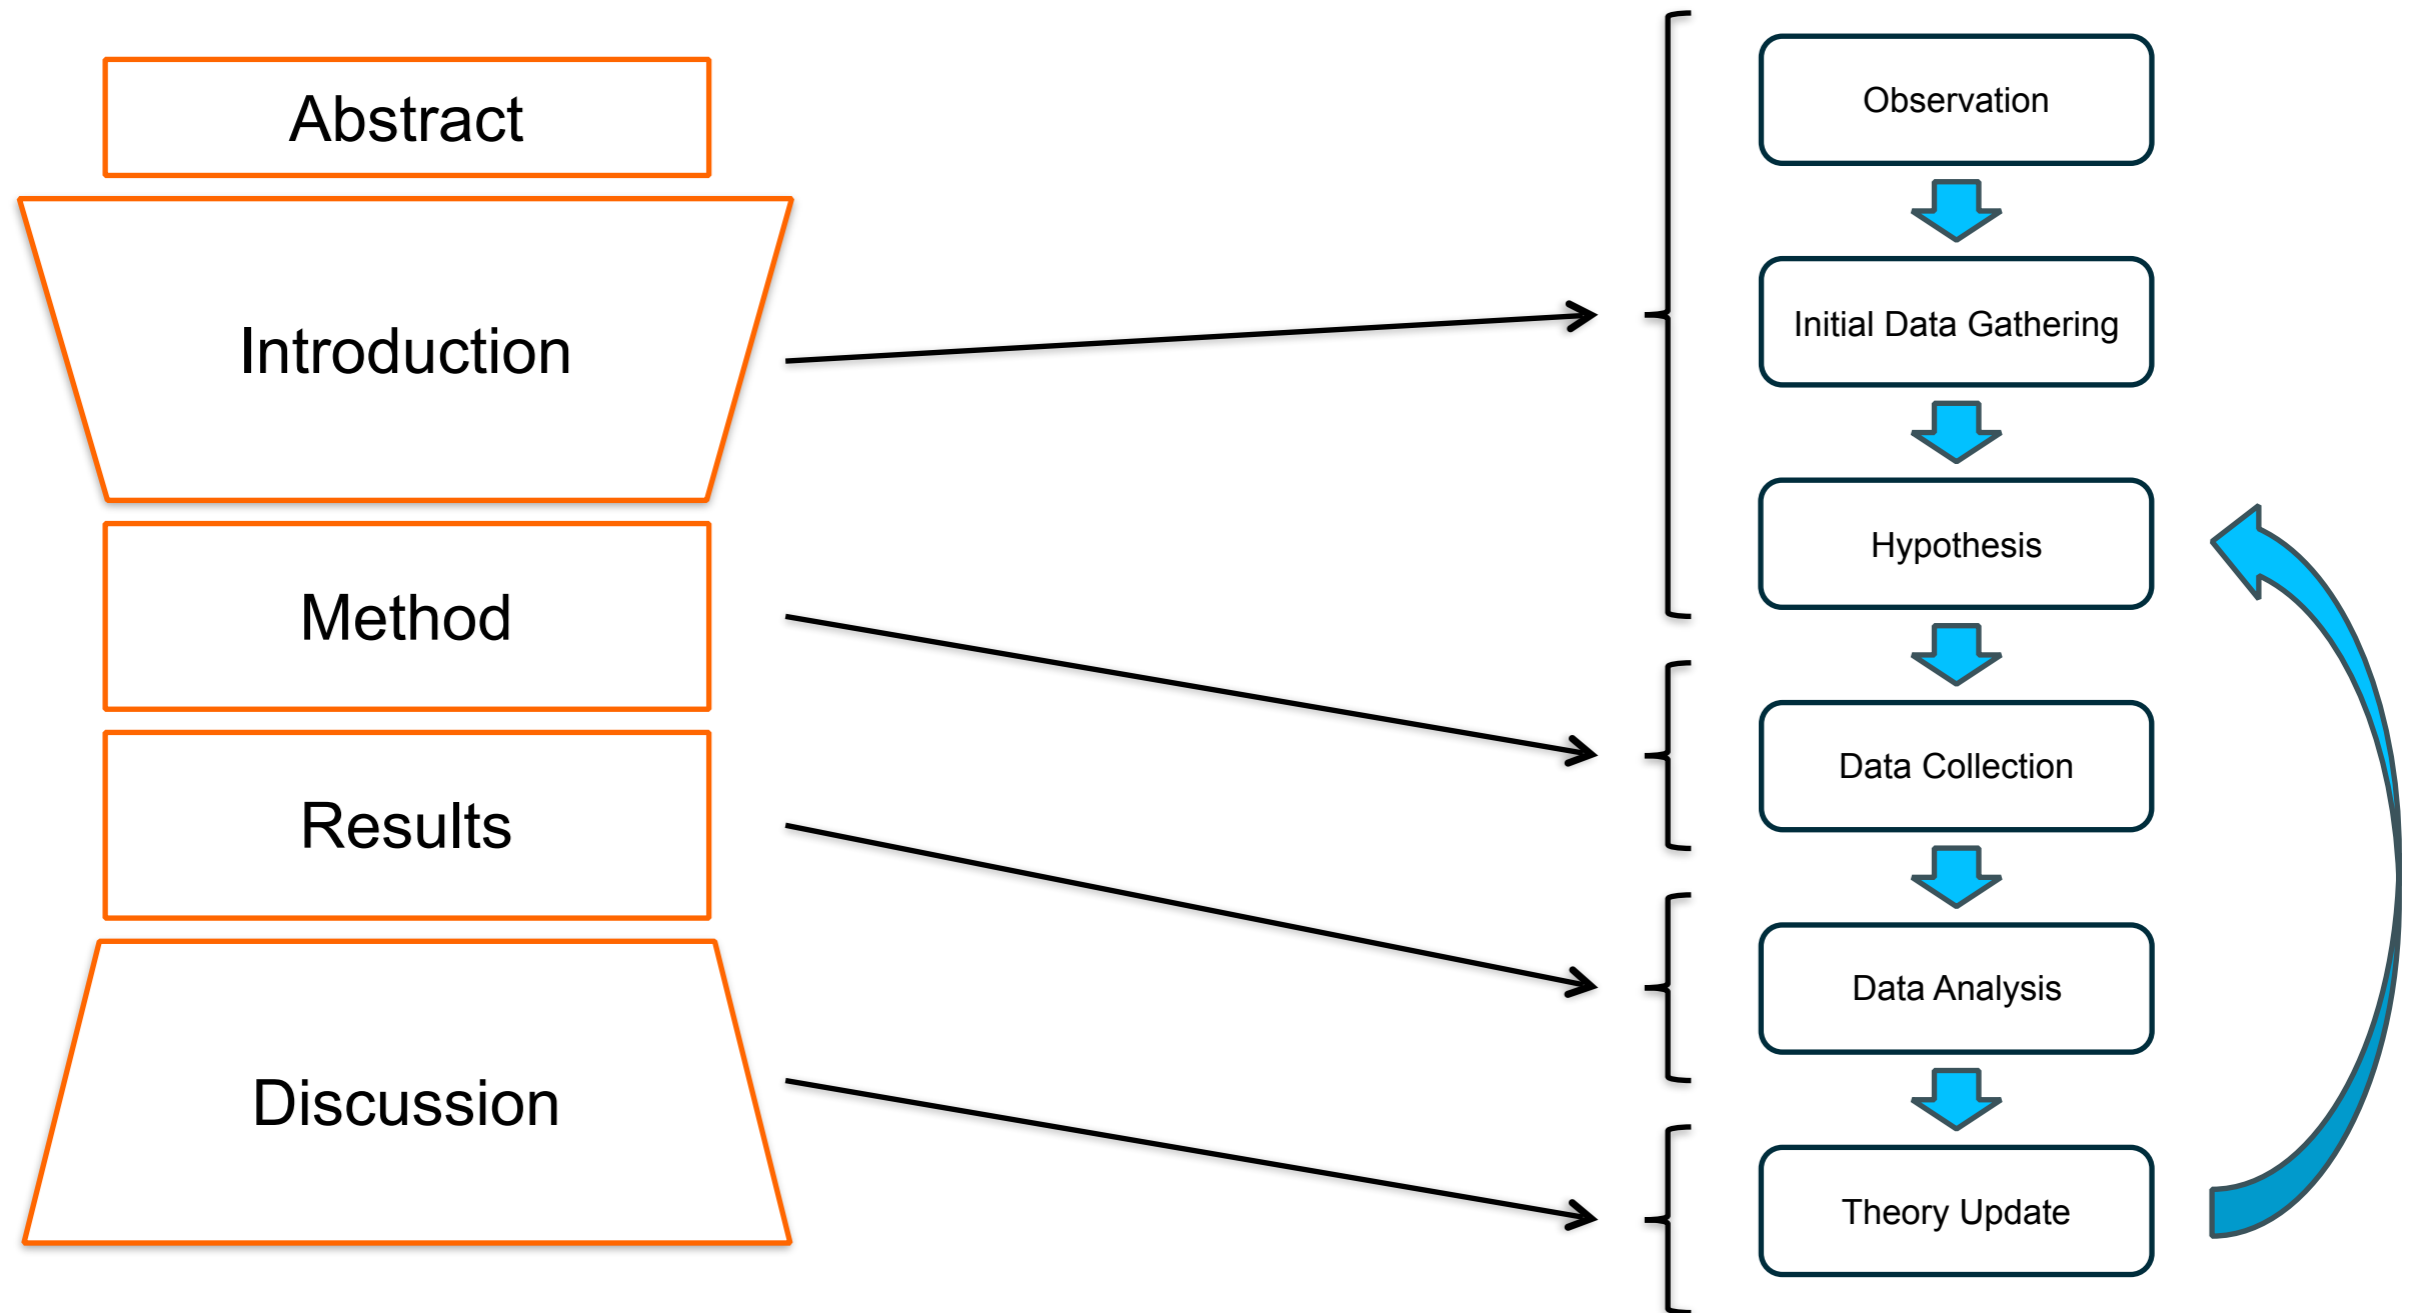 Abstract
Introduction
Method
Results
Discussion
Observation
Initial Data Gathering
Hypothesis
Data Collection
Data Analysis
Theory Update